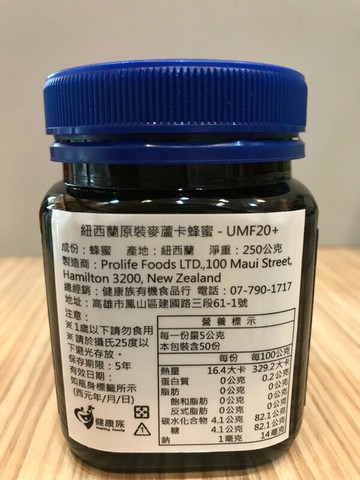 紐西蘭原裝麥蘆卡蜂蜜 - UMF20+
成份：蜂蜜 產地：紐西蘭 淨重：250公克
製造商：Prolife Foods LTD.,100 Maui Street,
Hamilton 3200, New Zealand
總經銷：健康族有機食品行 電話：07-790-1717
地址：高雄市鳳山區建國路三段61-1號
注意：
※1歲以下請勿食用
※請於攝氏25度以
下避光存放。
保存期限：5年
有效日期：
如瓶身標籤所示
(西元年/月/日)
健康族
營養標示
每一份量5公克
本包裝含50份
每份 每100公克
熱量 16.4大卡 329.2大卡
蛋白質 0公克 0.2公克
脂肪 0公克 0公克
飽和脂肪 0公克 0公克
反式脂肪 0公克 0公克
碳水化合物 4.1公克 82.1公克
糖 4.1公克 82.1公克
鈉 1毫克 14毫克